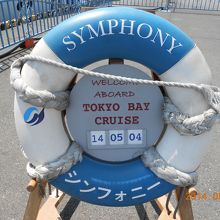 SYMPHONY
WELCOME
ABOARD
TOKYO BAY
CRUISE
14 05 04
シンフォニー